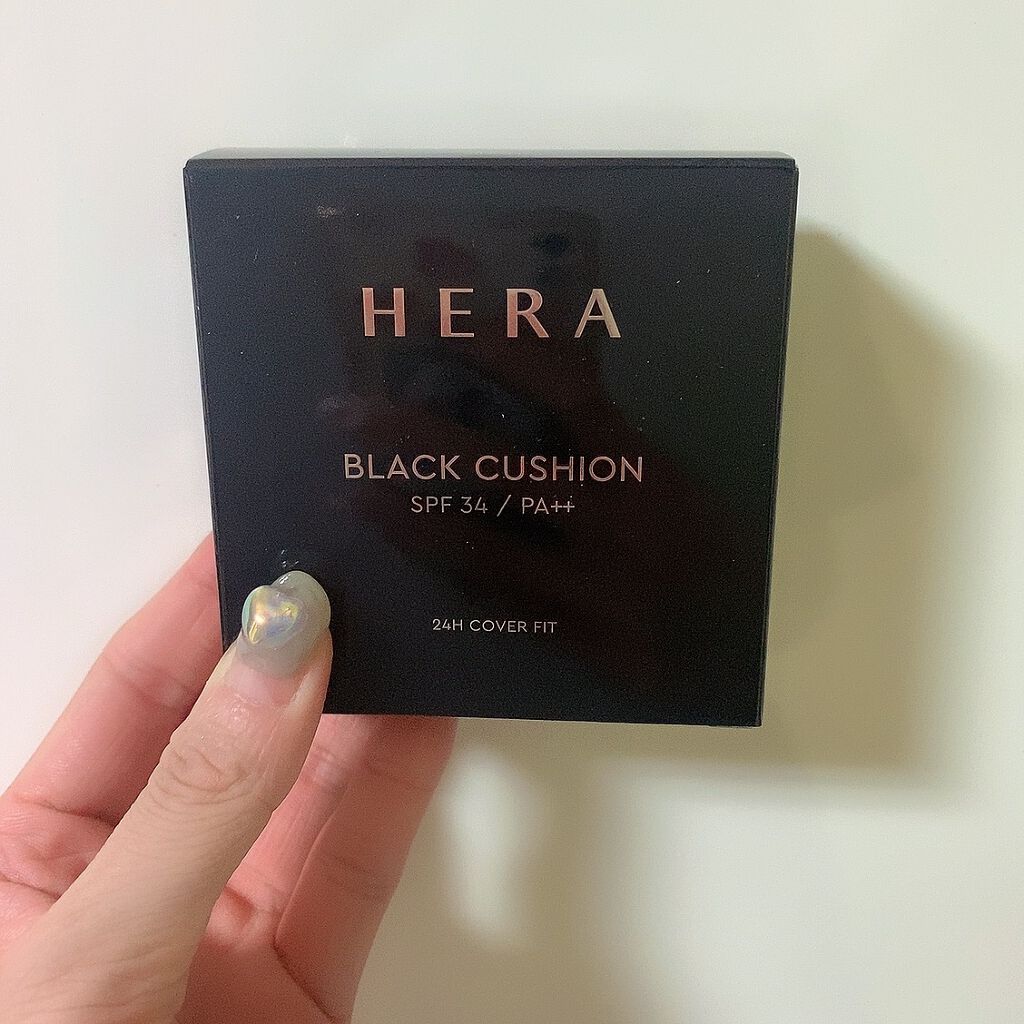 HERA
BLACK CUSHION
SPF 34 / PA++
24H COVER FIT